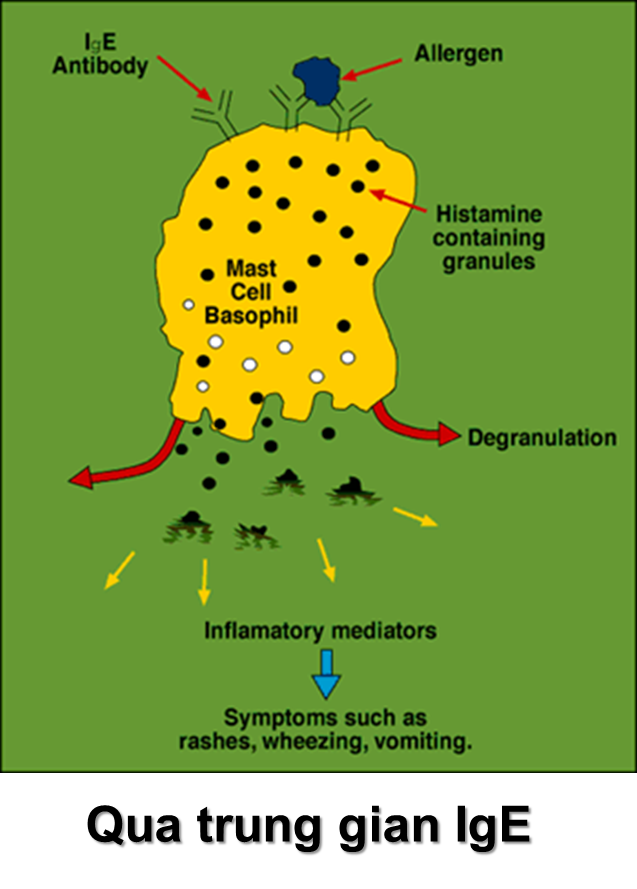 IgE
Antibody
Allergen
Histamine
containing
granules
Mast
Cell
Basophil
Degranulation
Inflamatory mediators
Symptoms such as
rashes, wheezing, vomiting.
Qua trung gian IgE